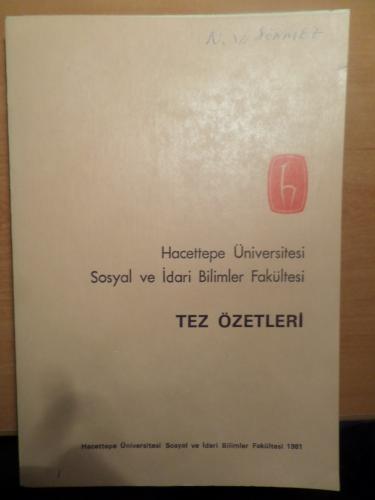 Hacettepe Üniversitesi
Sosyal ve İdari Bilimler Fakültesi
TEZ ÖZETLERİ
Hacettepe Üniversitesi Sosyal ve İdari Bilimler Fakültesi 1981